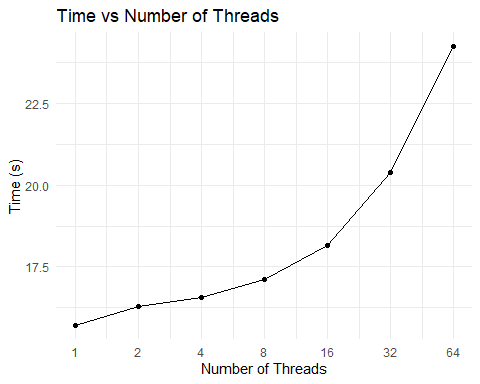 Time vs Number of Threads
Time (s)
22.5
20.0
17.5
1 2 4 8 16 32 64
Number of Threads